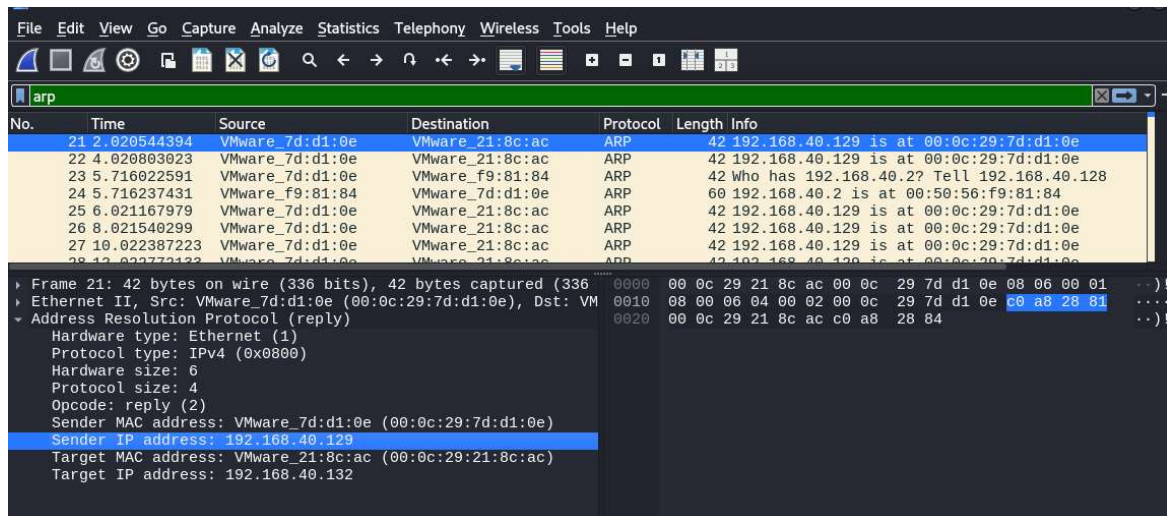 File Edit View Go Capture Analyze Statistics Telephony Wireless Tools Help
arp
No. Time Source Destination Protocol Length Info
21 2.020544394 VMware_7d:d1:0e VMware_21:8c:ac ARP 42 192.168.40.129 is at 00:0c:29:7d:d1:0e
22 4.020803023 VMware_7d:d1:0e VMware_21:8c:ac ARP 42 192.168.40.129 is at 00:0c:29:7d:d1:0e
23 5.716022591 VMware_7d:d1:0e VMware_f9:81:84 ARP 42 Who has 192.168.40.2? Tell 192.168.40.128
24 5.716237431 VMware_f9:81:84 VMware_7d:d1:0e ARP 60 192.168.40.2 is at 00:50:56:f9:81:84
25 6.021167979 VMware_7d:d1:0e VMware_21:8c:ac ARP 42 192.168.40.129 is at 00:0c:29:7d:d1:0e
26 8.021540299 VMware_7d:d1:0e VMware_21:8c:ac ARP 42 192.168.40.129 is at 00:0c:29:7d:d1:0e
27 10.022387223 VMware_7d:d1:0e VMware_21:8c:ac ARP 42 192.168.40.129 is at 00:0c:29:7d:d1:0e
Frame 21: 42 bytes on wire (336 bits), 42 bytes captured (336
Ethernet II, Src: VMware_7d:d1:0e (00:0c:29:7d:d1:0e), Dst: VM
Address Resolution Protocol (reply)
Hardware type: Ethernet (1)
Protocol type: IPv4 (0x0800)
Hardware size: 6
Protocol size: 4
Opcode: reply (2)
Sender MAC address: VMware_7d:d1:0e (00:0c:29:7d:d1:0e)
Sender IP address: 192.168.40.129
Target MAC address: VMware_21:8c:ac (00:0c:29:21:8c:ac)
Target IP address: 192.168.40.132
0000 00 0c 29 21 8c ac 00 0c 29 7d d1 0e 08 06 00 01 ··)!
0010 08 00 06 04 00 02 00 0c 29 7d d1 0e c0 a8 28 81 ····
0020 00 0c 29 21 8c ac c0 a8 28 84 ··)!